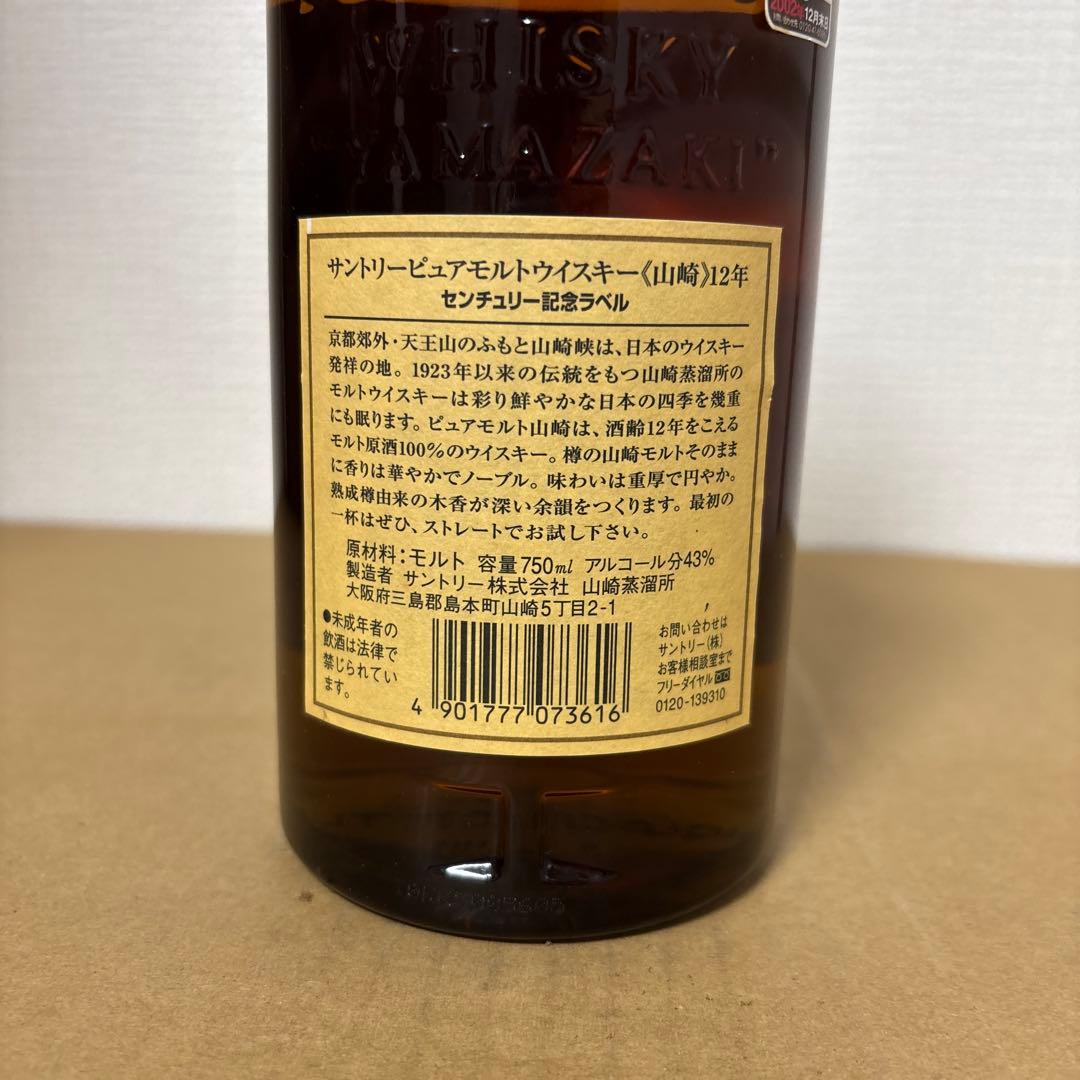 2002年12月末日
WHISKY
"YAMAZAKI"
サントリーピュアモルトウイスキー《山崎》12年
センチュリー記念ラベル
京都郊外・天王山のふもと山崎峡は、日本のウイスキー
発祥の地。1923年以来の伝統をもつ山崎蒸溜所の
モルトウイスキーは彩り鮮やかな日本の四季を幾重
にも眠ります。ピュアモルト山崎は、酒齢12年をこえる
モルト原酒100%のウイスキー。樽の山崎モルトそのまま
に香りは華やかでノーブル。味わいは重厚で円やか。
熟成樽由来の木香が深い余韻をつくります。最初の
一杯はぜひ、ストレートでお試し下さい。
原材料：モルト 容量750ml アルコール分43%
製造者 サントリー株式会社 山崎蒸溜所
大阪府三島郡島本町山崎5丁目2-1
●未成年者の
飲酒は法律で
禁じられてい
ます。
4 901777 073616
お問い合わせは
サントリー(株)
お客様相談室まで
フリーダイヤル
0120-139310